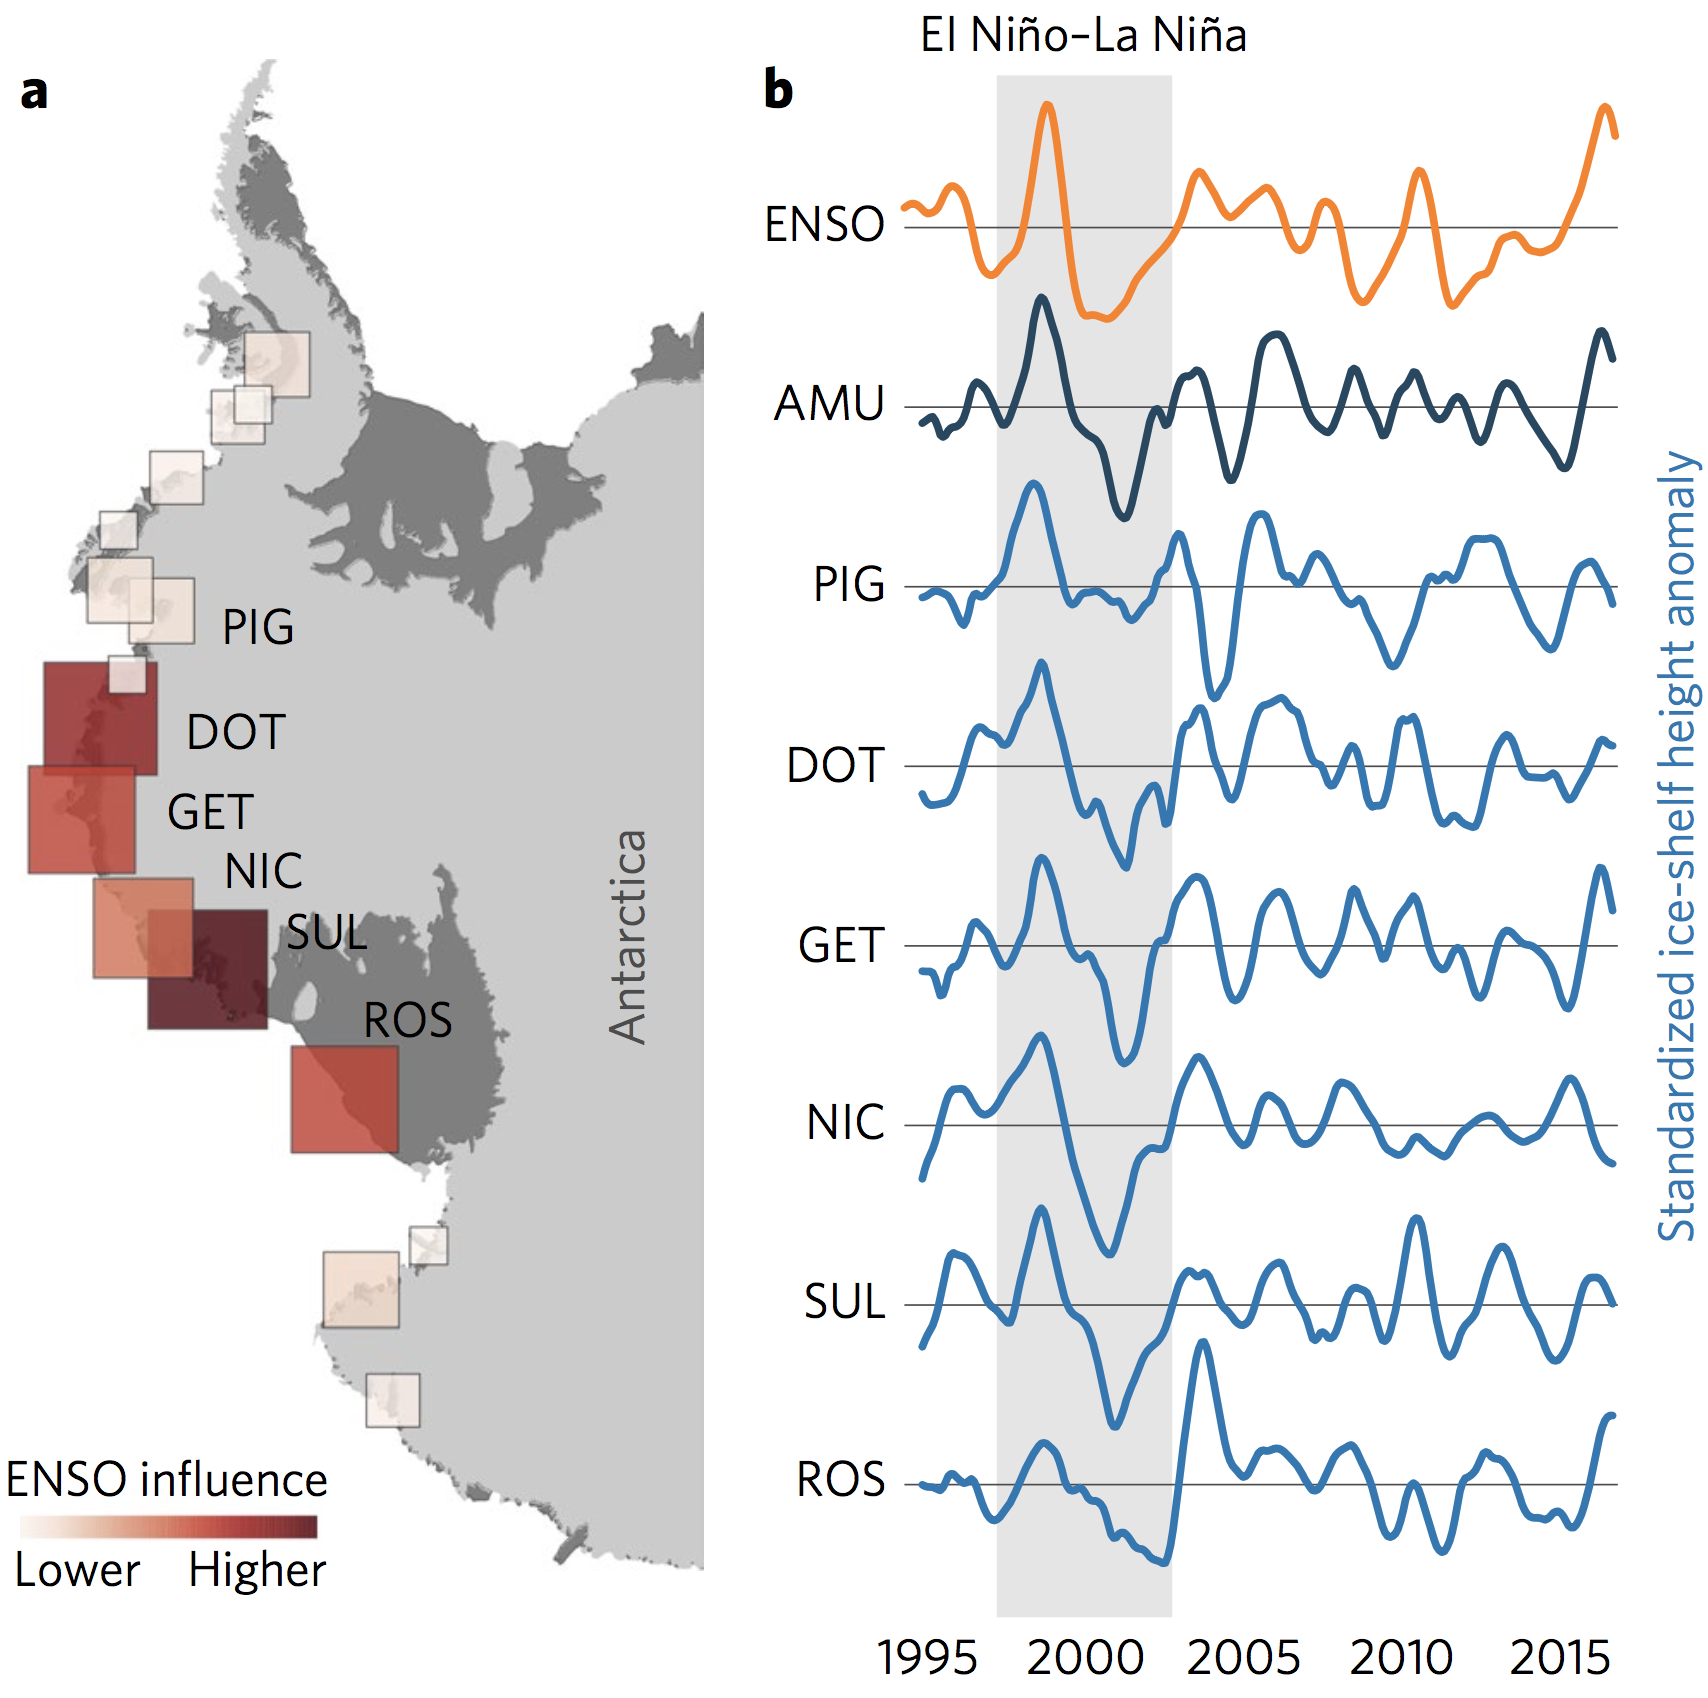 a
PIG
DOT
GET
NIC
SUL
ROS
Antarctica
ENSO influence
Lower Higher
b
El Niño–La Niña
ENSO
AMU
PIG
DOT
GET
NIC
SUL
ROS
1995 2000 2005 2010 2015
Standardized ice-shelf height anomaly